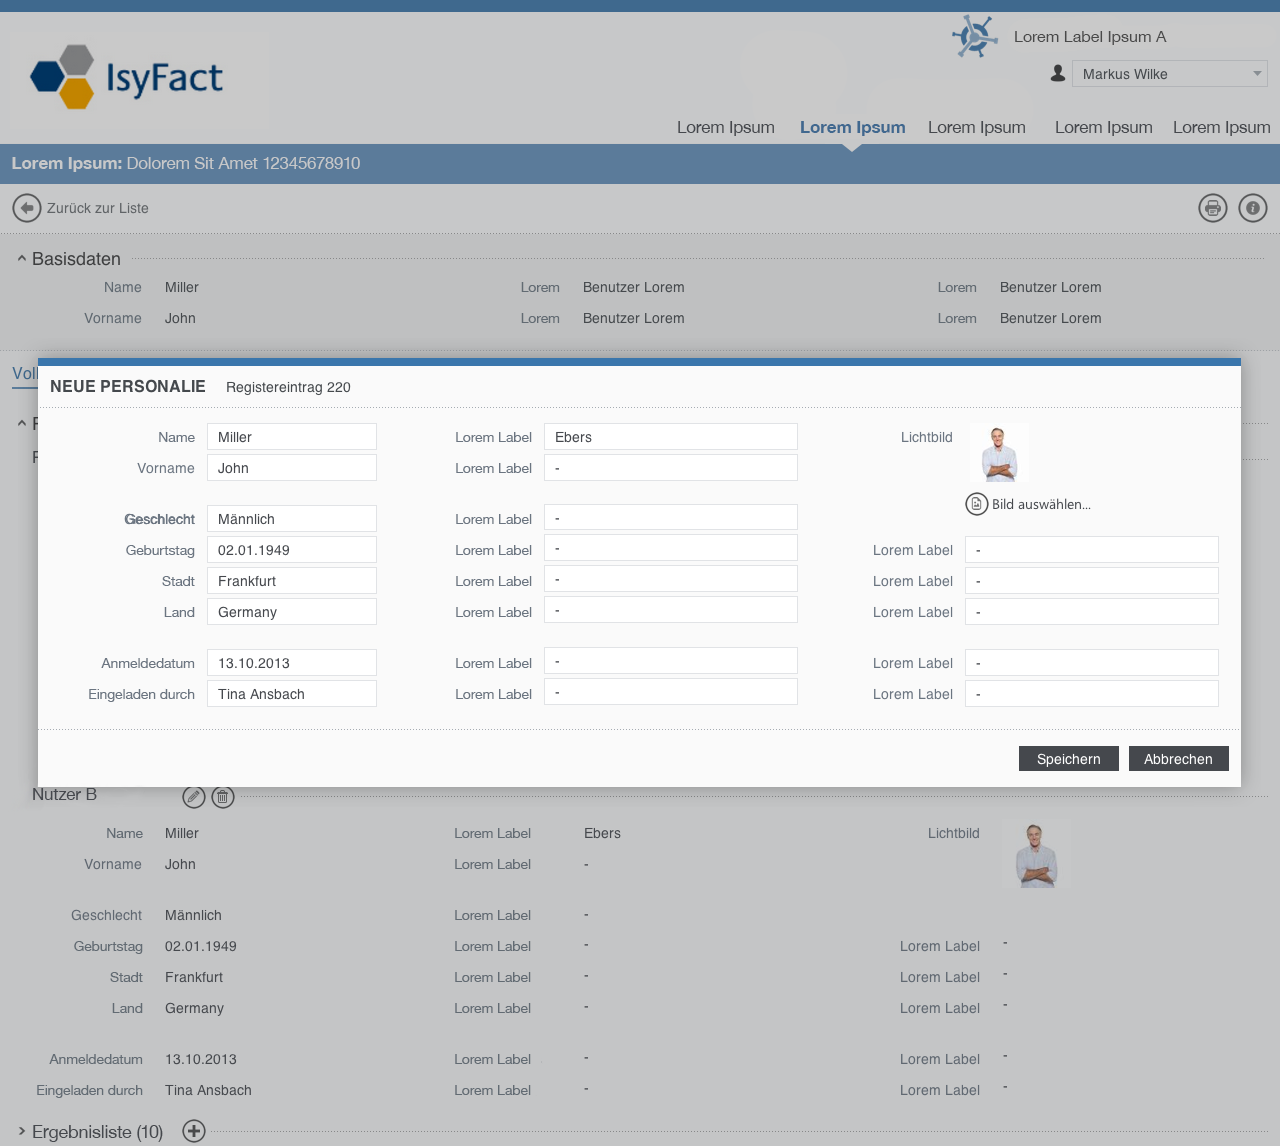 Lorem Label Ipsum A
IsyFact
Markus Wilke
Lorem Ipsum Lorem Ipsum Lorem Ipsum Lorem Ipsum Lorem Ipsum
Lorem Ipsum: Dolorem Sit Amet 12345678910
Zurück zur Liste
Basisdaten
Name Miller Lorem Benutzer Lorem Lorem Benutzer Lorem
Vorname John Lorem Benutzer Lorem Lorem Benutzer Lorem
NEUE PERSONALIE Registereintrag 220
Name Miller Lorem Label Ebers Lichtbild
Vorname John Lorem Label -
Bild auswählen...
Geschlecht Männlich Lorem Label -
Geburtstag 02.01.1949 Lorem Label - Lorem Label -
Stadt Frankfurt Lorem Label - Lorem Label -
Land Germany Lorem Label - Lorem Label -
Anmeldedatum 13.10.2013 Lorem Label - Lorem Label -
Eingeladen durch Tina Ansbach Lorem Label - Lorem Label -
Speichern Abbrechen
Nutzer B
Name Miller Lorem Label Ebers Lichtbild
Vorname John Lorem Label -
Geschlecht Männlich Lorem Label -
Geburtstag 02.01.1949 Lorem Label - Lorem Label -
Stadt Frankfurt Lorem Label - Lorem Label -
Land Germany Lorem Label - Lorem Label -
Anmeldedatum 13.10.2013 Lorem Label - Lorem Label -
Eingeladen durch Tina Ansbach Lorem Label - Lorem Label -
Ergebnisliste (10)